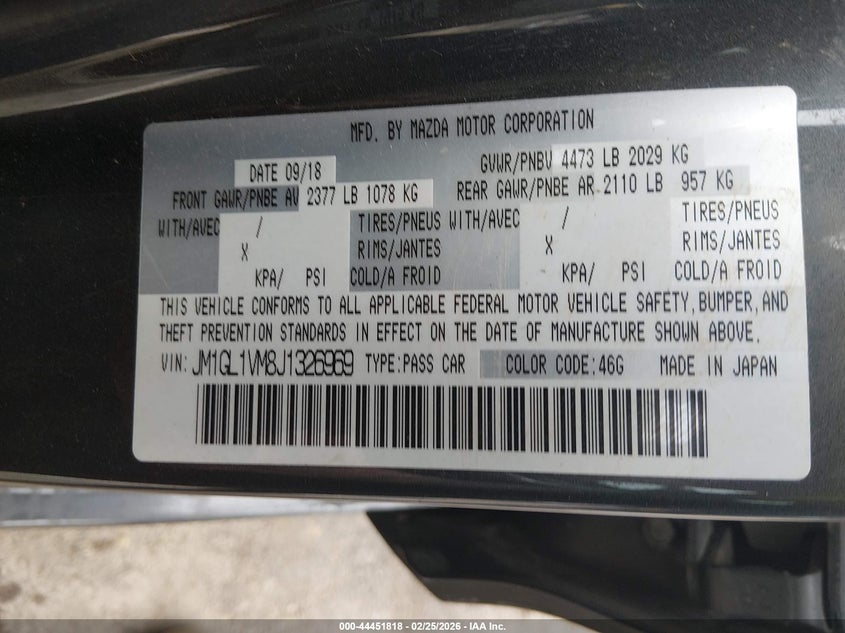 MFD. BY MAZDA MOTOR CORPORATION
DATE 09/18 GVWR/PNBV 4473 LB 2029 KG
FRONT GAWR/PNBE AV 2377 LB 1078 KG REAR GAWR/PNBE AR 2110 LB 957 KG
WITH/AVEC / TIRES/PNEUS WITH/AVEC / TIRES/PNEUS
X RIMS/JANTES X RIMS/JANTES
KPA/ PSI COLD/A FROID KPA/ PSI COLD/A FROID
THIS VEHICLE CONFORMS TO ALL APPLICABLE FEDERAL MOTOR VEHICLE SAFETY, BUMPER, AND
THEFT PREVENTION STANDARDS IN EFFECT ON THE DATE OF MANUFACTURE SHOWN ABOVE.
VIN: JM1GL1VM8J1326969 TYPE:PASS CAR COLOR CODE:46G MADE IN JAPAN
000-44451818 - 02/25/2026 - IAA Inc.